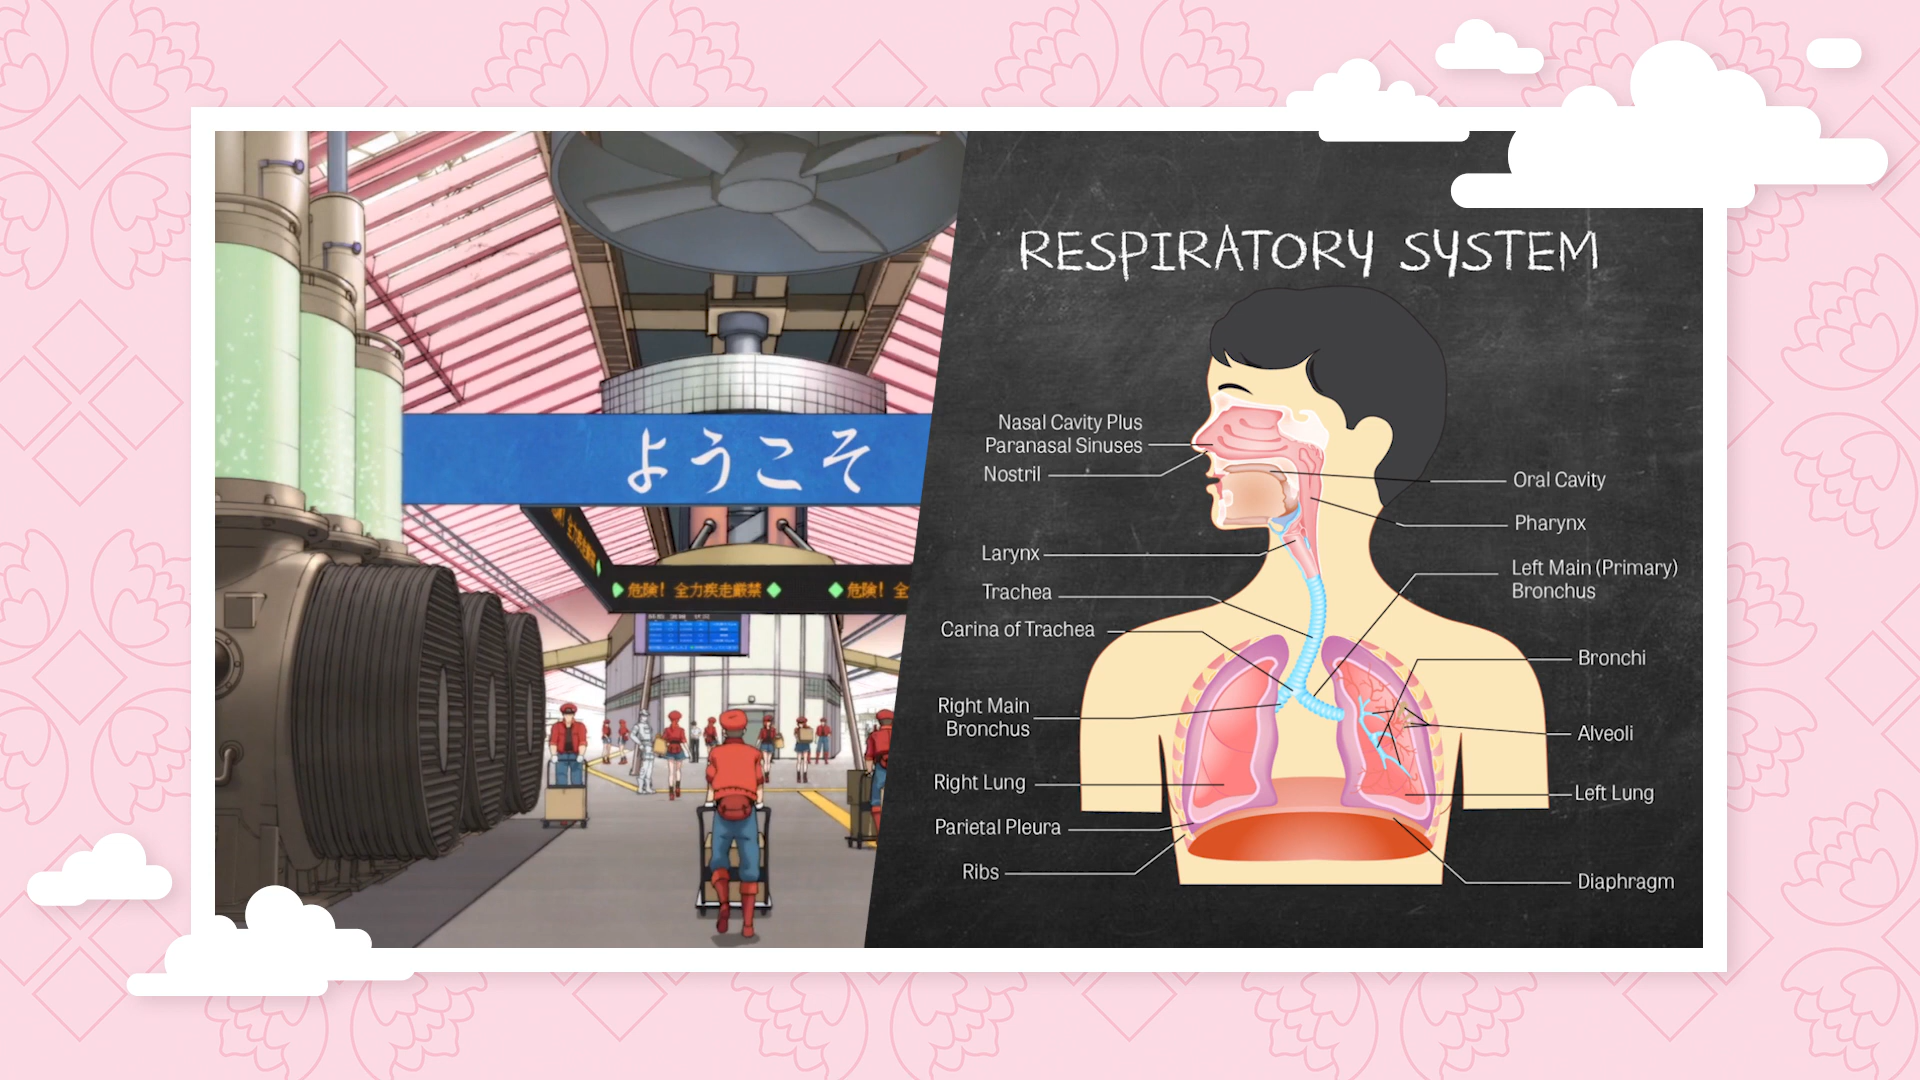 ようこそ
危険! 全力疾走厳禁 危険! 全
RESPIRATORY SYSTEM
Nasal Cavity Plus
Paranasal Sinuses
Nostril
Oral Cavity
Pharynx
Larynx
Left Main (Primary)
Bronchus
Trachea
Carina of Trachea
Bronchi
Right Main
Bronchus
Alveoli
Right Lung
Left Lung
Parietal Pleura
Ribs
Diaphragm